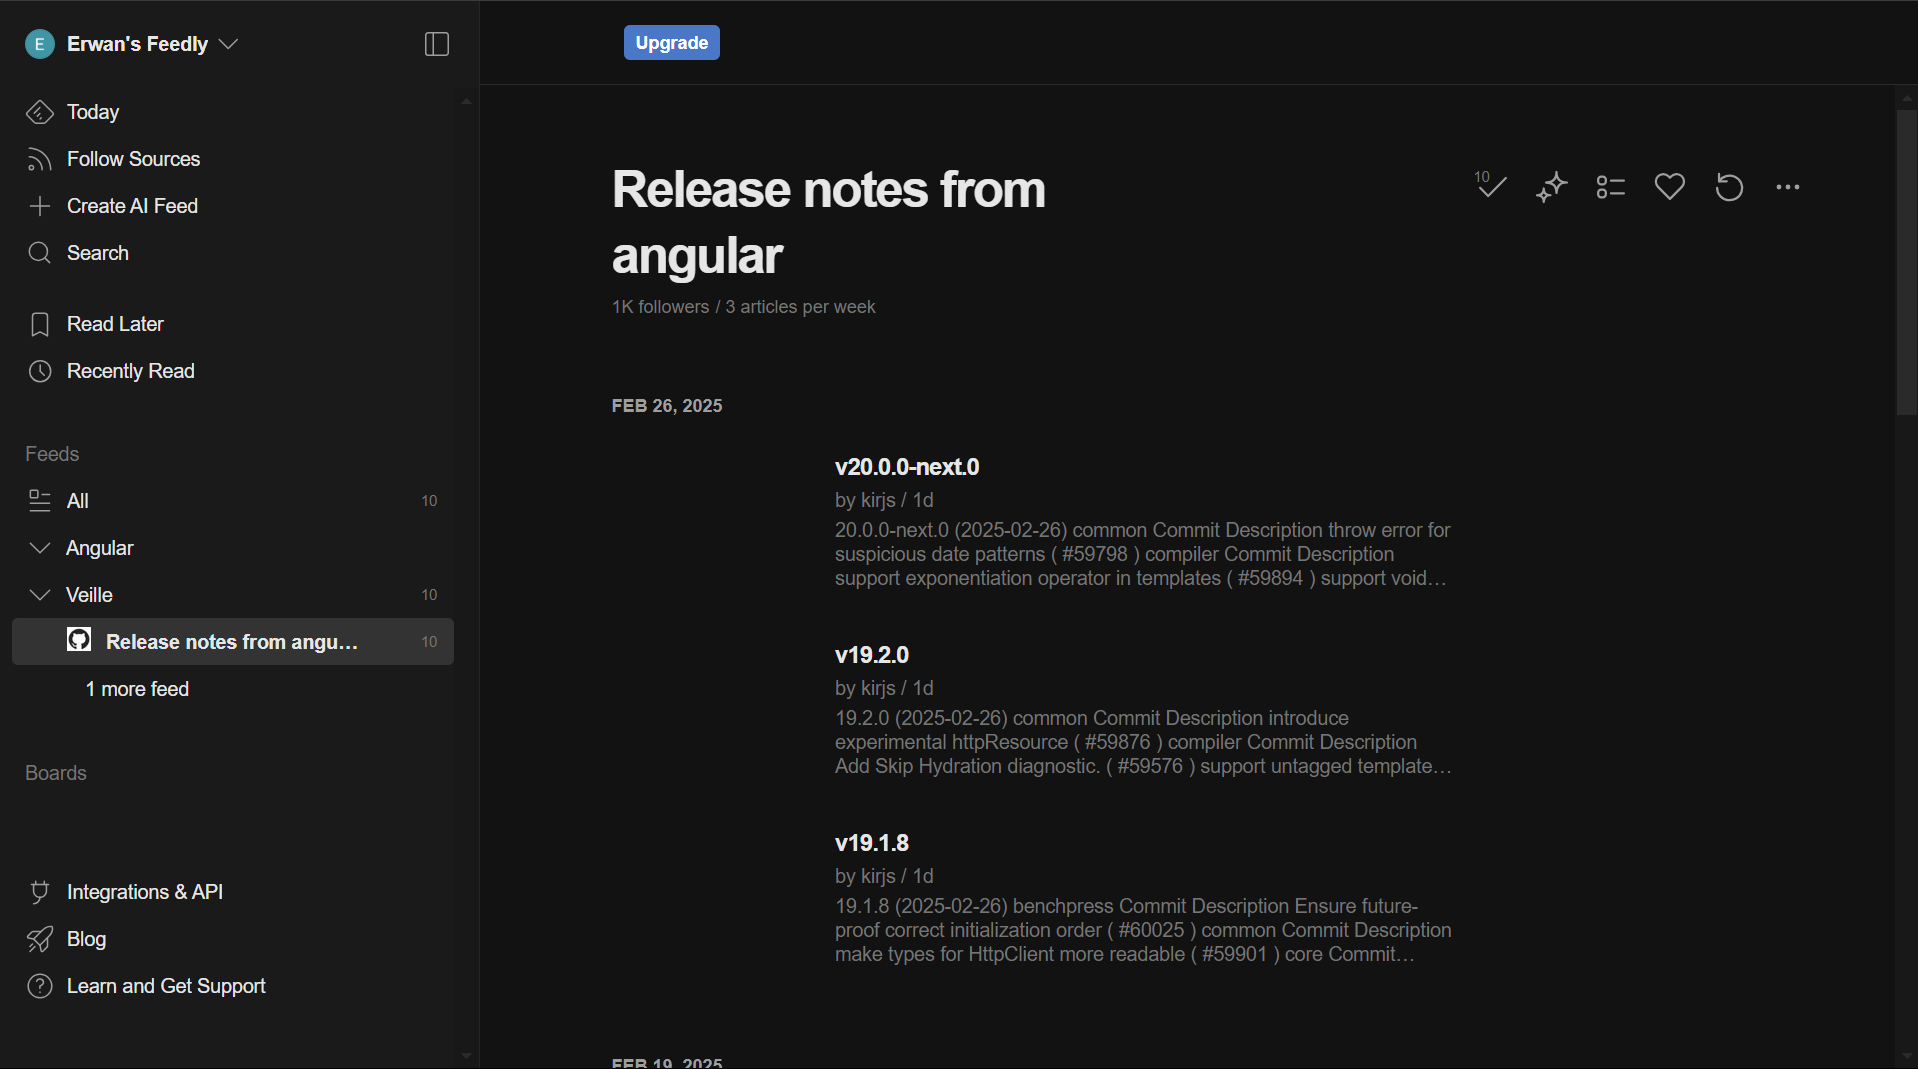 E Erwan's Feedly
Upgrade
Today
Follow Sources
Create AI Feed
Search
Read Later
Recently Read
Feeds
All 10
Angular
Veille 10
Release notes from angu... 10
1 more feed
Boards
Integrations & API
Blog
Learn and Get Support
Release notes from
angular
10
1K followers / 3 articles per week
FEB 26, 2025
v20.0.0-next.0
by kirjs / 1d
20.0.0-next.0 (2025-02-26) common Commit Description throw error for
suspicious date patterns ( #59798 ) compiler Commit Description
support exponentiation operator in templates ( #59894 ) support void...
v19.2.0
by kirjs / 1d
19.2.0 (2025-02-26) common Commit Description introduce
experimental httpResource ( #59876 ) compiler Commit Description
Add Skip Hydration diagnostic. ( #59576 ) support untagged template...
v19.1.8
by kirjs / 1d
19.1.8 (2025-02-26) benchpress Commit Description Ensure future-
proof correct initialization order ( #60025 ) common Commit Description
make types for HttpClient more readable ( #59901 ) core Commit...
FEB 19, 2025